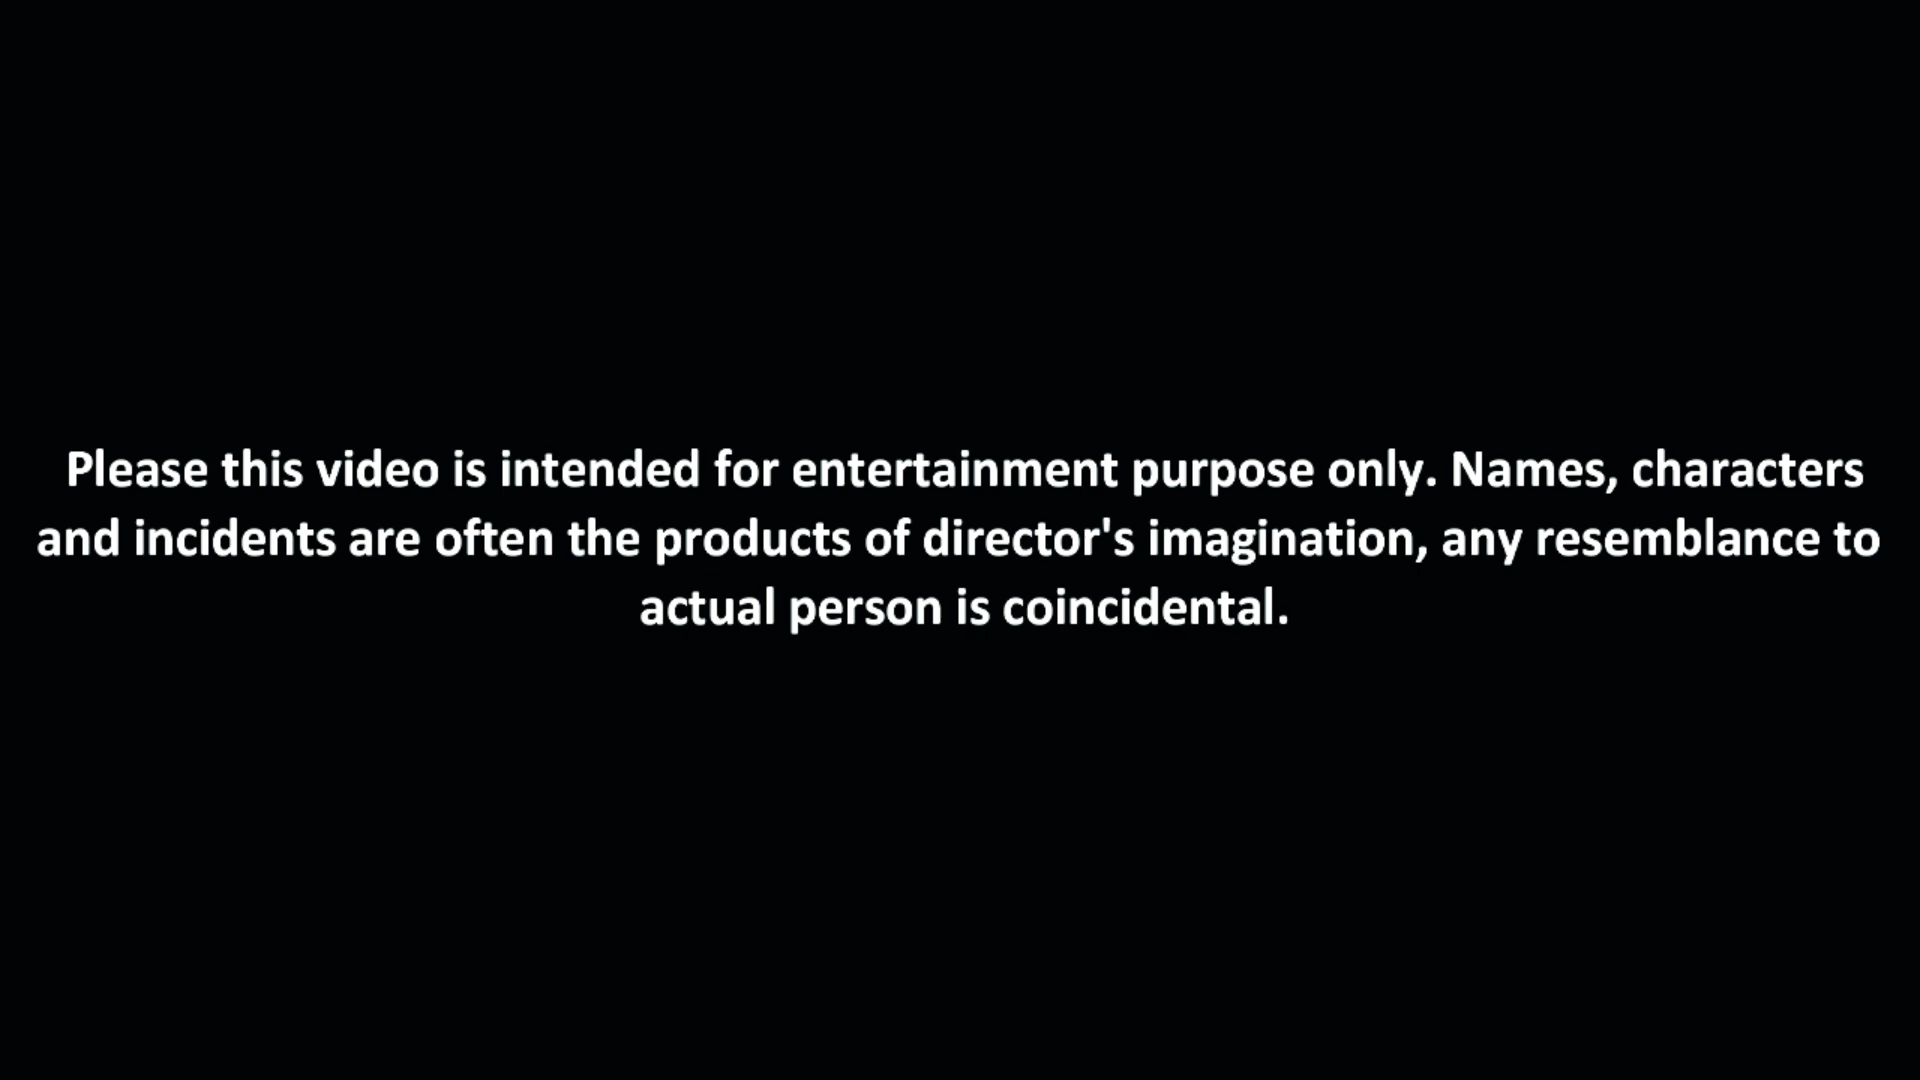 Please this video is intended for entertainment purpose only. Names, characters
and incidents are often the products of director's imagination, any resemblance to
actual person is coincidental.